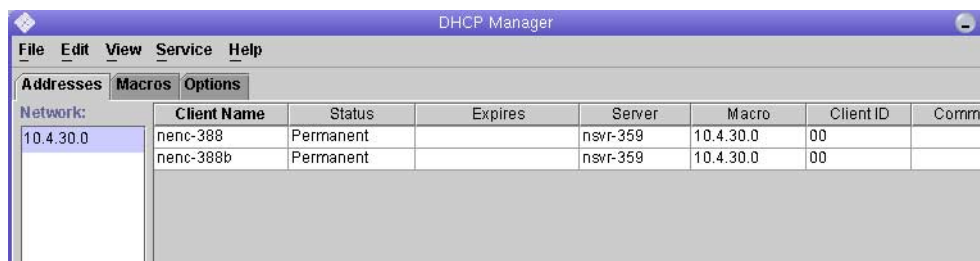 DHCP Manager
File Edit View Service Help
Addresses Macros Options
Network:
10.4.30.0
Client Name Status Expires Server Macro Client ID Comm
nenc-388 Permanent nsvr-359 10.4.30.0 00
nenc-388b Permanent nsvr-359 10.4.30.0 00